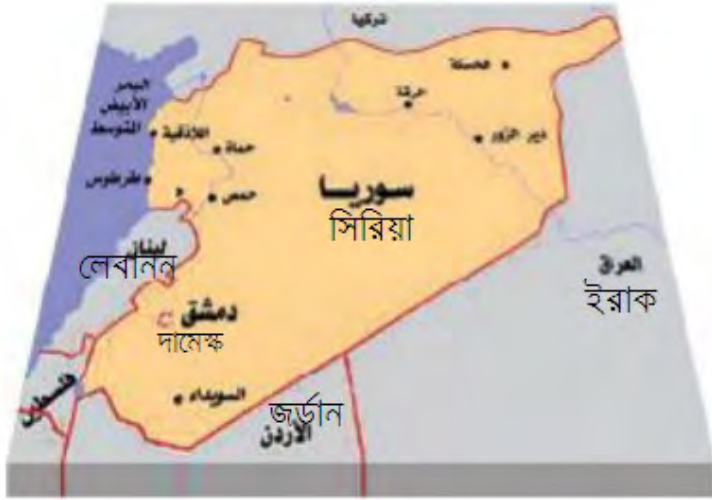 تركيا
البحر
الأبيض
المتوسط
الحسكة
الرقة
اللاذقية
حماة
دير الزور
طرطوس
حمص
سوريا
সিরিয়া
لبنان
লেবানন
العراق
ইরাক
دمشق
দামেস্ক
فلسطين
السويداء
জর্ডান
الأردن